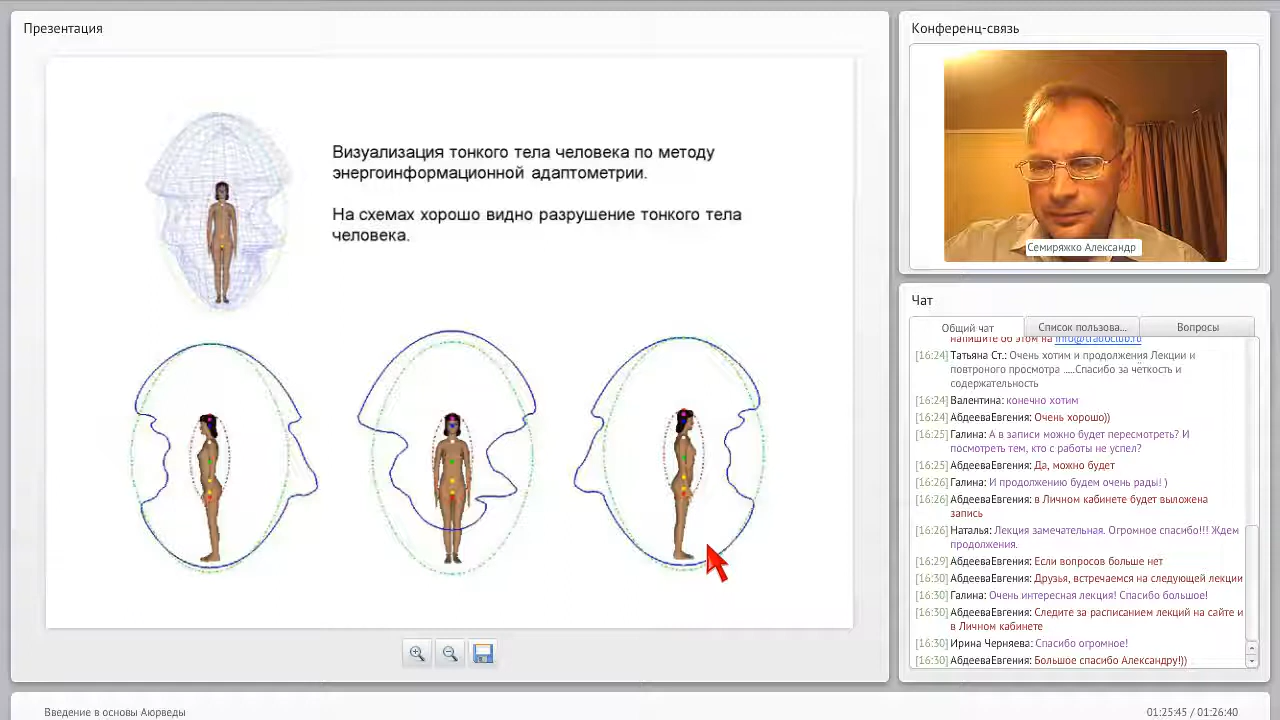 Презентация
Визуализация тонкого тела человека по методу
энергоинформационной адаптометрии.
На схемах хорошо видно разрушение тонкого тела
человека.
Конференц-связь
Семиряжко Александр
Чат
Общий чат
Список пользова...
Вопросы
напишите об этом на info@tradoclub.ru
[16:24] Татьяна Ст.: Очень хотим и продолжения Лекции и
повтроного просмотра .....Спасибо за чёткость и
содержательность
[16:24] Валентина: конечно хотим
[16:24] АбдееваЕвгения: Очень хорошо))
[16:25] Галина: А в записи можно будет пересмотреть? И
посмотреть тем, кто с работы не успел?
[16:25] АбдееваЕвгения: Да, можно будет
[16:26] Галина: И продолжению будем очень рады! )
[16:26] АбдееваЕвгения: в Личном кабинете будет выложена
запись
[16:26] Наталья: Лекция замечательная. Огромное спасибо!!! Ждем
продолжения.
[16:29] АбдееваЕвгения: Если вопросов больше нет
[16:30] АбдееваЕвгения: Друзья, встречаемся на следующей лекции
[16:30] Галина: Очень интересная лекция! Спасибо большое!
[16:30] АбдееваЕвгения: Следите за расписанием лекций на сайте и
в Личном кабинете
[16:30] Ирина Черняева: Спасибо огромное!
[16:30] АбдееваЕвгения: Большое спасибо Александру!))
Введение в основы Аюрведы
01:25:45 / 01:26:40